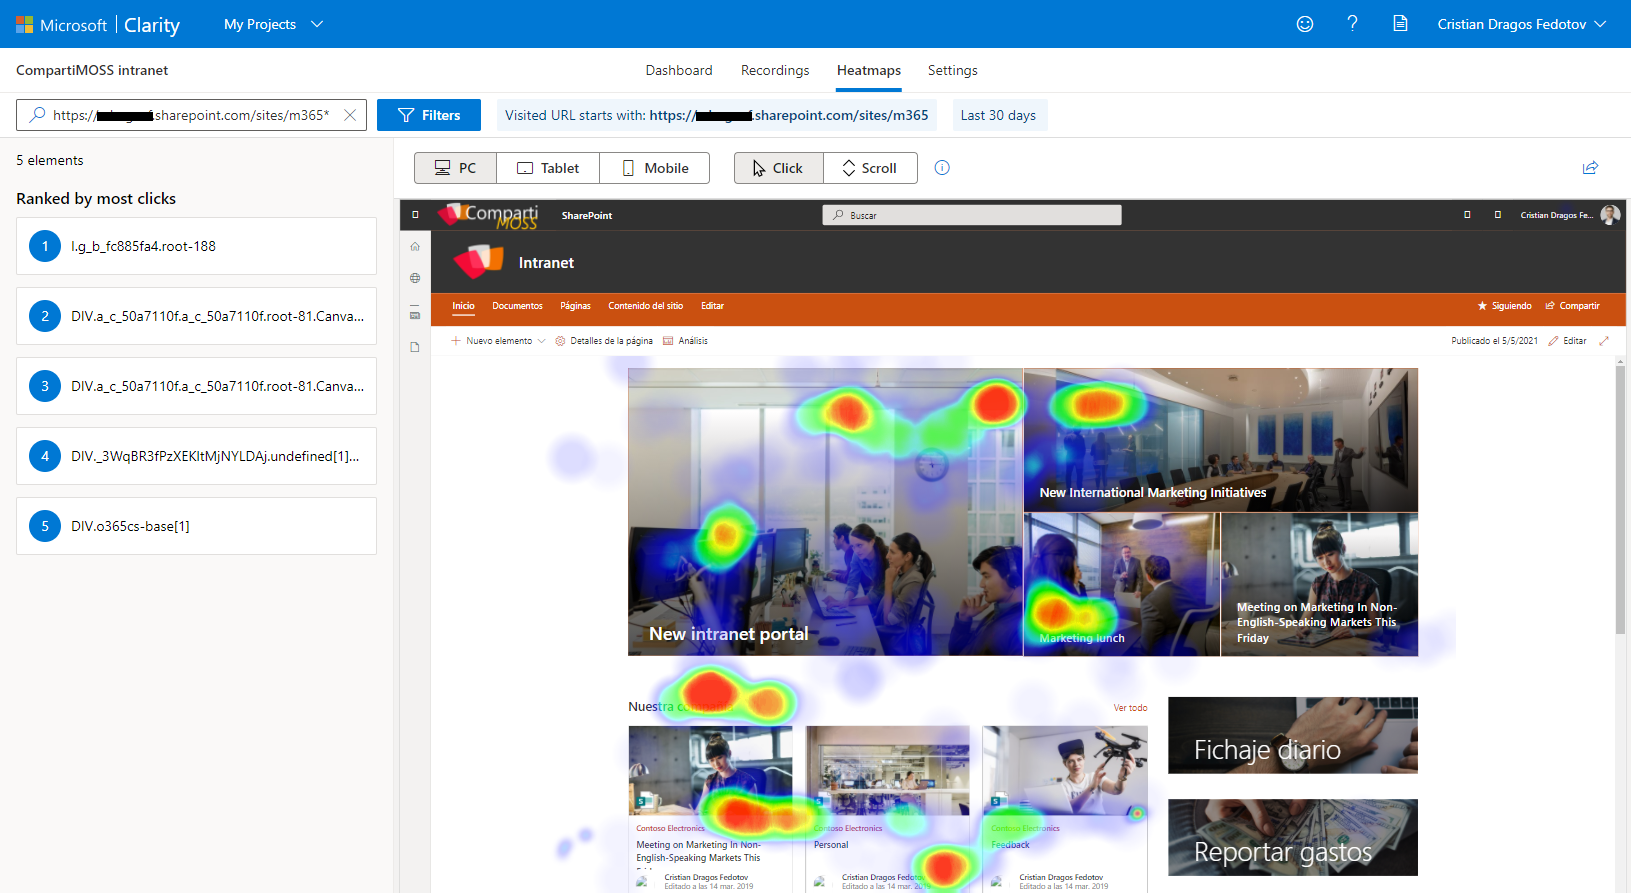 Microsoft | Clarity My Projects Cristian Dragos Fedotov
CompartiMOSS intranet Dashboard Recordings Heatmaps Settings
https:// .sharepoint.com/sites/m365* Filters Visited URL starts with: https:// .sharepoint.com/sites/m365 Last 30 days
5 elements
PC Tablet Mobile Click Scroll
Ranked by most clicks
1 I.g_b_fc885fa4.root-188
2 DIV.a_c_50a7110f.a_c_50a7110f.root-81.Canva...
3 DIV.a_c_50a7110f.a_c_50a7110f.root-81.Canva...
4 DIV._3WqBR3fPzXEKItMjNYLDAj.undefined[1]...
5 DIV.o365cs-base[1]
Comparti MOSS SharePoint Buscar Cristian Dragos Fe...
Intranet
Inicio Documentos Páginas Contenido del sitio Editar Siguiendo Compartir
Nuevo elemento Detalles de la página Análisis Publicado el 5/5/2021 Editar
New International Marketing Initiatives
New intranet portal
Marketing lunch
Meeting on Marketing In Non-
English-Speaking Markets This
Friday
Nuestra Ver todo
Fichaje diario
Reportar gastos
Contoso Electronics
Meeting on Marketing In Non-
English-Speaking Markets This
Cristian Dragos Fedotov
Editado a las 14 mar. 2019
Contoso Electronics
Personal
Cristian Dragos Fedotov
Editado a las 14 mar. 2019
Contoso Electronics
Feedback
Cristian Dragos Fedotov
Editado a las 14 mar. 2019